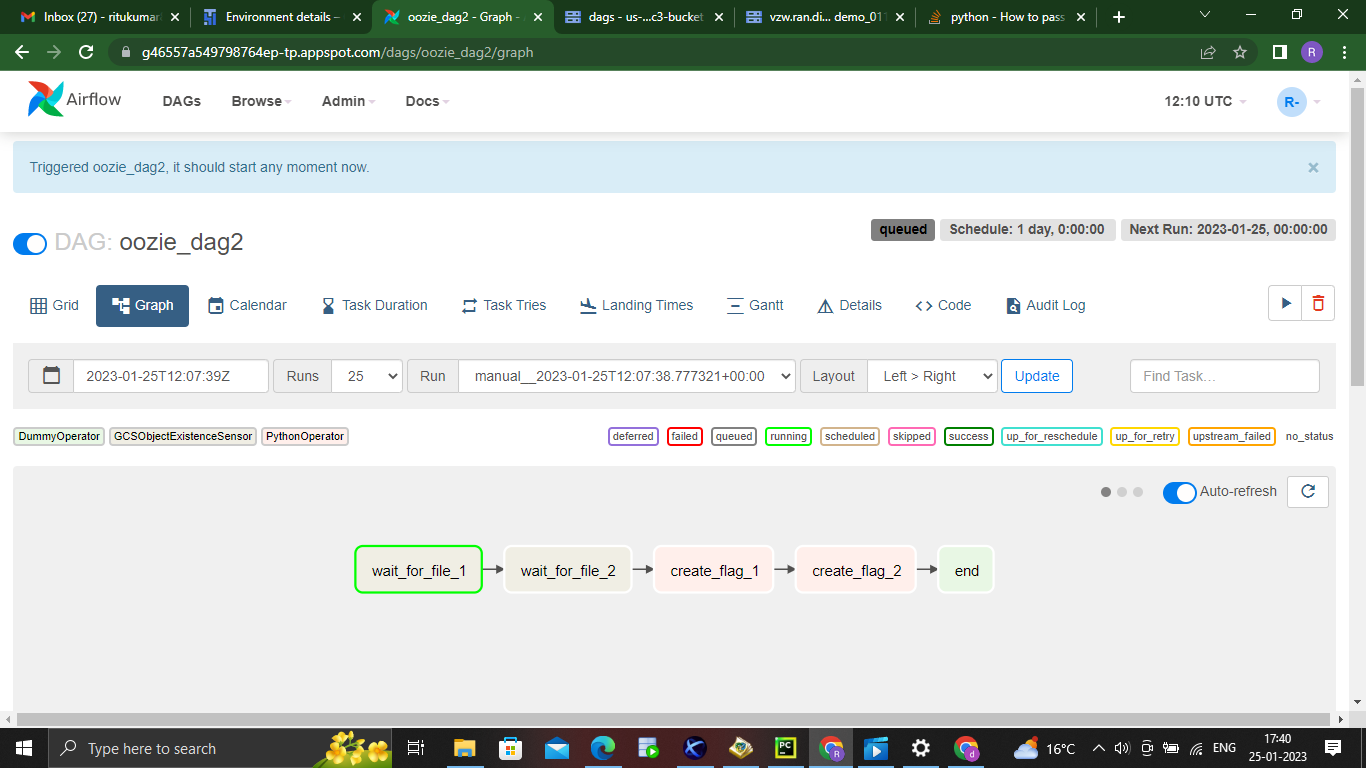 Inbox (27) - ritukumar
Environment details –
oozie_dag2 - Graph -
dags - us-...c3-bucket
vzw.ran.di... demo_011
python - How to pass
g46557a549798764ep-tp.appspot.com/dags/oozie_dag2/graph
R
Airflow
DAGs
Browse
Admin
Docs
12:10 UTC
R-
Triggered oozie_dag2, it should start any moment now.
×
DAG: oozie_dag2
queued
Schedule: 1 day, 0:00:00
Next Run: 2023-01-25, 00:00:00
Grid
Graph
Calendar
Task Duration
Task Tries
Landing Times
Gantt
Details
Code
Audit Log
2023-01-25T12:07:39Z
Runs
25
Run
manual__2023-01-25T12:07:38.777321+00:00
Layout
Left > Right
Update
Find Task...
DummyOperator
GCSObjectExistenceSensor
PythonOperator
deferred
failed
queued
running
scheduled
skipped
success
up_for_reschedule
up_for_retry
upstream_failed
no_status
Auto-refresh
wait_for_file_1
wait_for_file_2
create_flag_1
create_flag_2
end
Type here to search
PC
R
d
16°C
ENG
17:40
25-01-2023